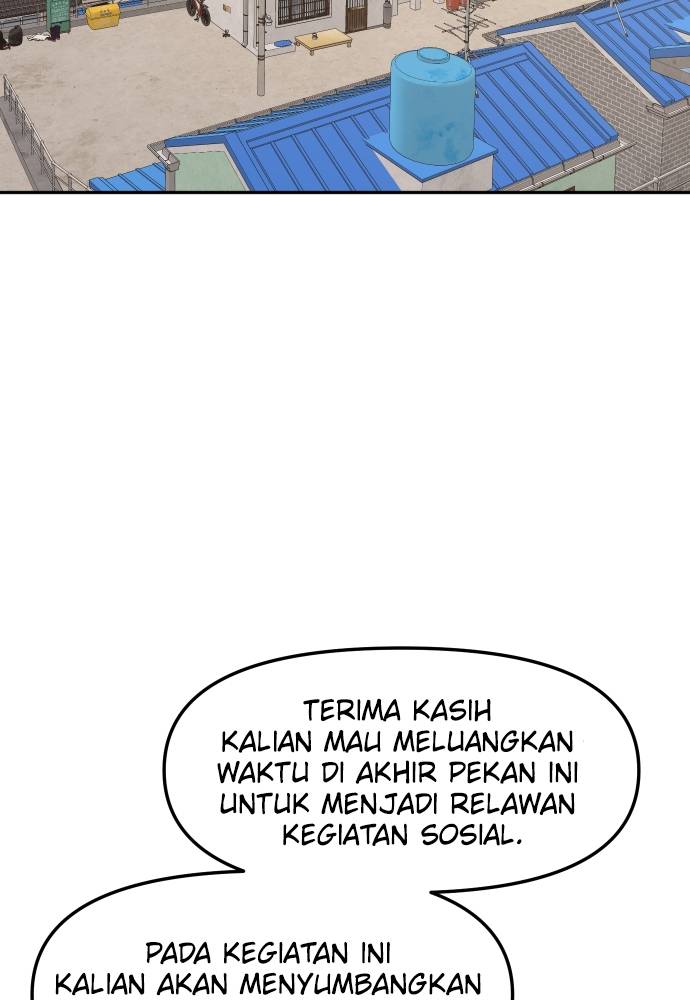 TERIMA KASIH
KALIAN MAU MELUANGKAN
WAKTU DI AKHIR PEKAN INI
UNTUK MENJADI RELAWAN
KEGIATAN SOSIAL.
PADA KEGIATAN INI
KALIAN AKAN MENYUMBANGKAN